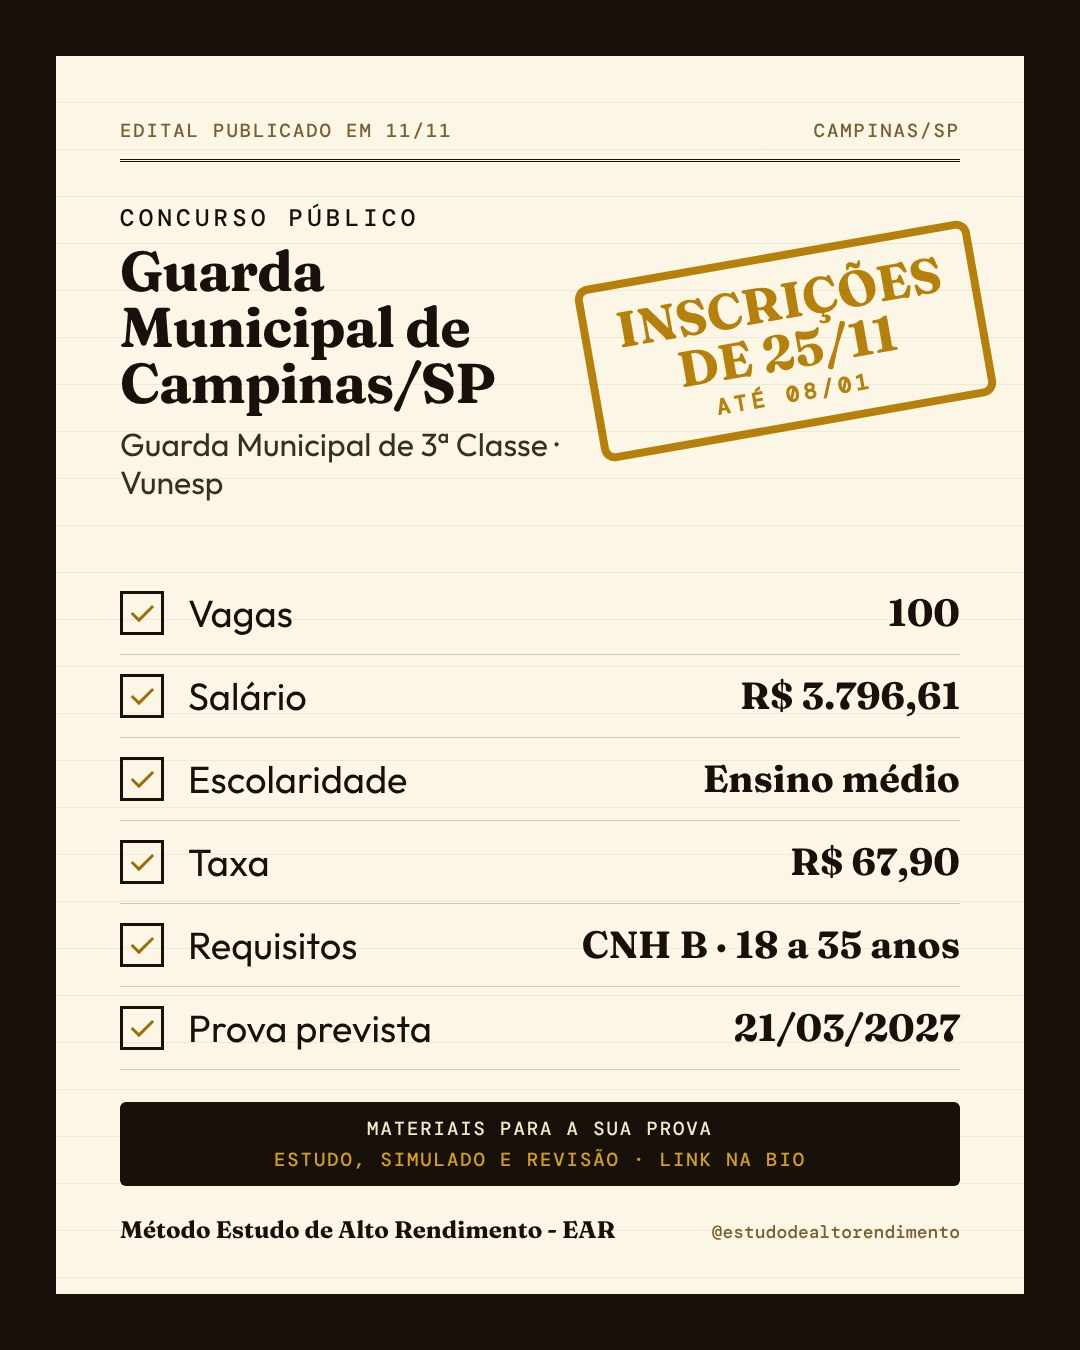 EDITAL PUBLICADO EM 11/11
CAMPINAS/SP
CONCURSO PÚBLICO
Guarda
Municipal de
Campinas/SP
Guarda Municipal de 3ª Classe ·
Vunesp
INSCRIÇÕES
DE 25/11
ATÉ 08/01
Vagas 100
Salário R$ 3.796,61
Escolaridade Ensino médio
Taxa R$ 67,90
Requisitos CNH B · 18 a 35 anos
Prova prevista 21/03/2027
MATERIAIS PARA A SUA PROVA
ESTUDO, SIMULADO E REVISÃO · LINK NA BIO
Método Estudo de Alto Rendimento - EAR
@estudodealtorendimento